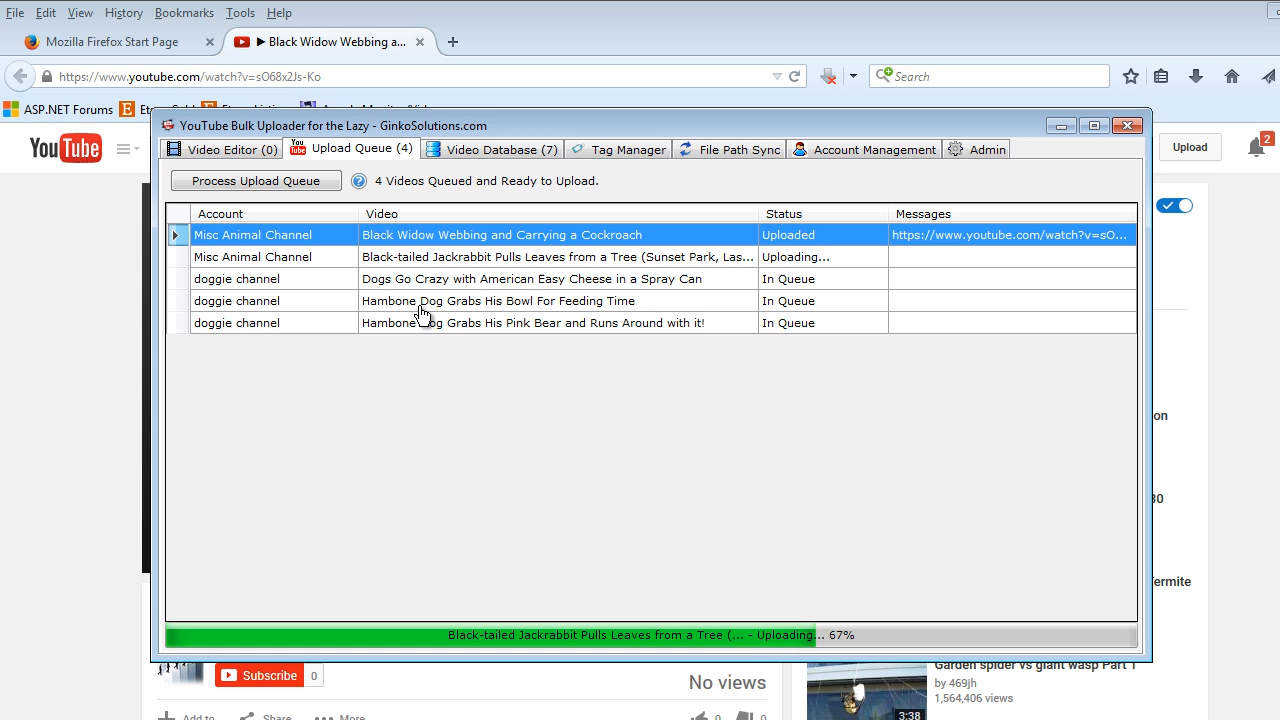 File Edit View History Bookmarks Tools Help
Mozilla Firefox Start Page
Black Widow Webbing a...
https://www.youtube.com/watch?v=sO68x2Js-Ko
Search
ASP.NET Forums
YouTube Bulk Uploader for the Lazy - GinkoSolutions.com
Video Editor (0) Upload Queue (4) Video Database (7) Tag Manager File Path Sync Account Management Admin
YouTube
Upload
2
Process Upload Queue
4 Videos Queued and Ready to Upload.
Account Video Status Messages
Misc Animal Channel Black Widow Webbing and Carrying a Cockroach Uploaded https://www.youtube.com/watch?v=sO...
Misc Animal Channel Black-tailed Jackrabbit Pulls Leaves from a Tree (Sunset Park, Las... Uploading...
doggie channel Dogs Go Crazy with American Easy Cheese in a Spray Can In Queue
doggie channel Hambone Dog Grabs His Bowl For Feeding Time In Queue
doggie channel Hambone Dog Grabs His Pink Bear and Runs Around with it! In Queue
on
30
Termite
Black-tailed Jackrabbit Pulls Leaves from a Tree (... - Uploading... 67%
Subscribe 0
No views
Garden spider vs giant wasp Part 1
by 469jh
1,564,406 views
3:38
Add to Share More 0 0